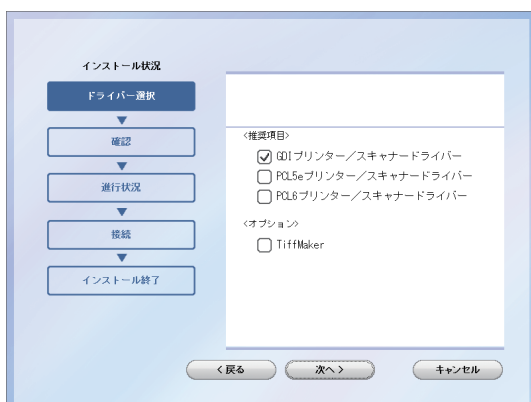 インストール状況
ドライバー選択
確認
進行状況
接続
インストール終了
<推奨項目>
GDIプリンター／スキャナードライバー
PCL5eプリンター／スキャナードライバー
PCL6プリンター／スキャナードライバー
<オプション>
TiffMaker
<戻る
次へ>
キャンセル